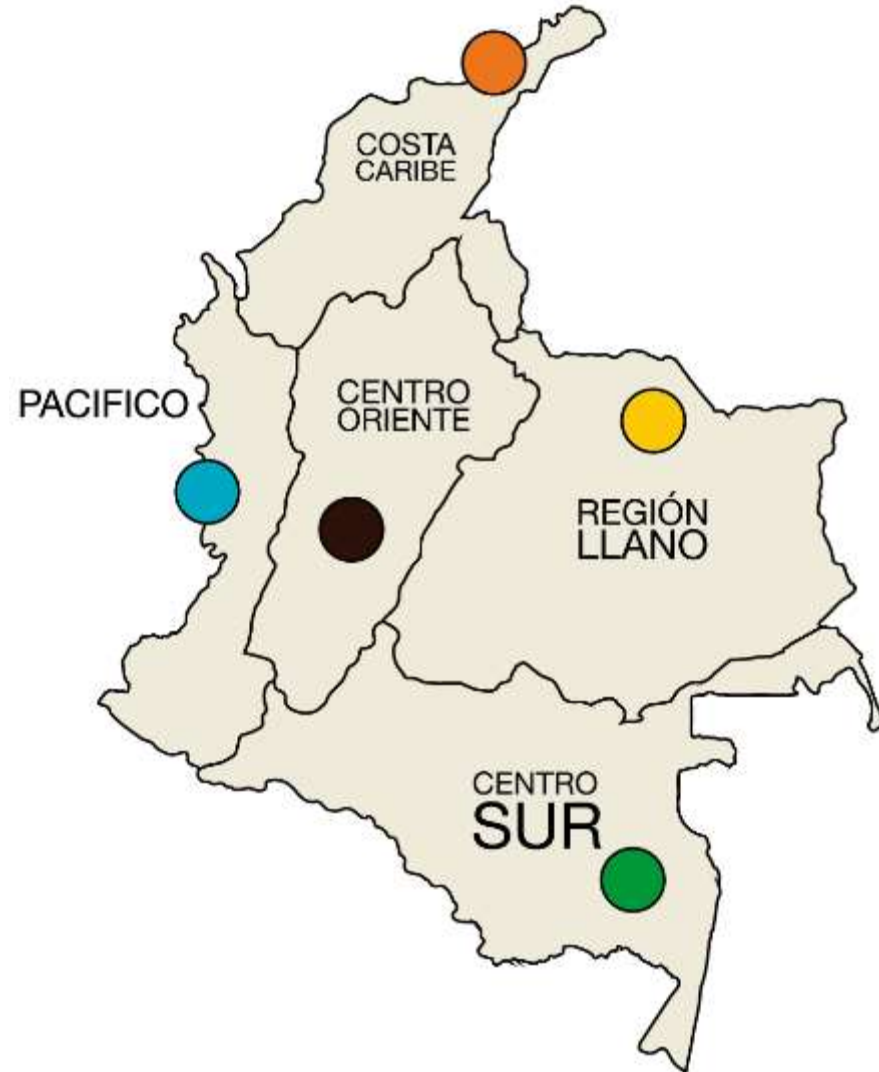 COSTA
CARIBE
PACIFICO
CENTRO
ORIENTE
REGIÓN
LLANO
CENTRO
SUR